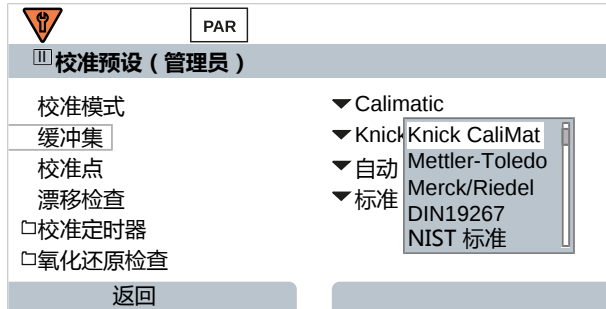 PAR
II 校准预设（管理员）
校准模式 Calimatic
缓冲集 Knick
Knick CaliMat
校准点 自动
Mettler-Toledo
Merck/Riedel
漂移检查 标准
DIN19267
NIST 标准
校准定时器
氧化还原检查
返回